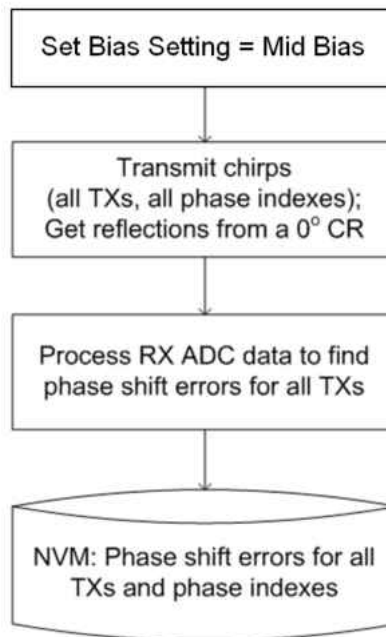 Set Bias Setting = Mid Bias
Transmit chirps
(all TXs, all phase indexes);
Get reflections from a 0° CR
Process RX ADC data to find
phase shift errors for all TXs
NVM: Phase shift errors for all
TXs and phase indexes